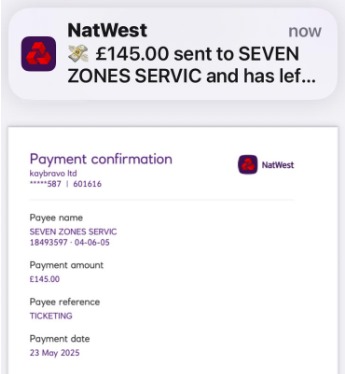 NatWest
now
💸 £145.00 sent to SEVEN
ZONES SERVIC and has lef...
Payment confirmation
NatWest
kaybravo ltd
*****587 | 601616
Payee name
SEVEN ZONES SERVIC
18493597 · 04-06-05
Payment amount
£145.00
Payee reference
TICKETING
Payment date
23 May 2025